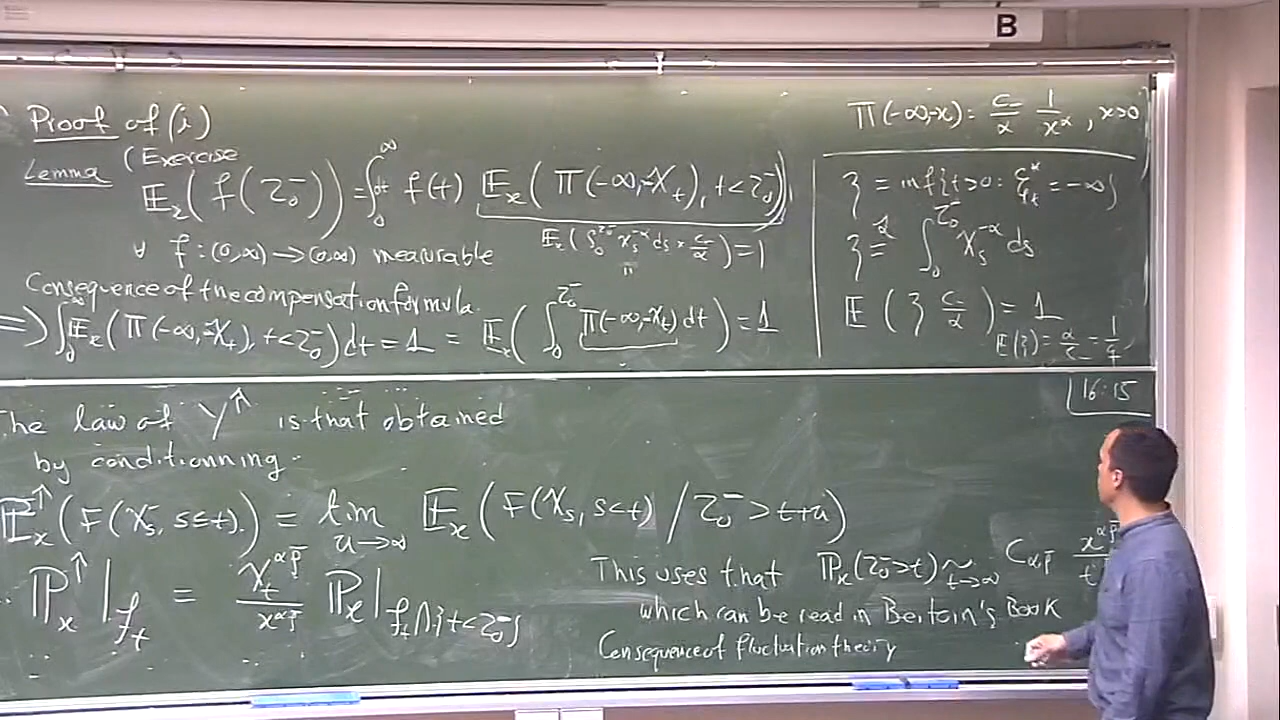 B
Proof of (i)
Lemma (Exercise
𝔼_x(f(τ_0^-)) = ∫_0^∞ dt f(t) 𝔼_x(Π(-∞,-X_t), t<τ_0^-)
𝔼_x(∫_0^{τ_0^-} X_s^{-α} ds × c_-/α) = 1
∀ f: (0,∞) → (0,∞) measurable
Consequence of the compensation formula.
=> ∫_0^∞ 𝔼_x(Π(-∞,-X_t), t<τ_0^-) dt = 1 = 𝔼_x(∫_0^{τ_0^-} Π(-∞,-X_t) dt) = 1
Π(-∞,-x) = c_-/α 1/x^α, x>0
ζ = inf{t>0: ξ_t^* = -∞}
ζ =^d ∫_0^{τ_0^-} X_s^{-α} ds
𝔼(ζ c_-/α) = 1
𝔼(ζ) = α/c_- = 1/q
16:15
The law of Y^↑ is that obtained
by conditionning.
𝔼_x^↑(F(X_s, s≤t)) = lim_{u→∞} 𝔼_x(F(X_s, s<t) / τ_0^- > t+u)
ℙ_x^↑|_{F_t} = X_t^{αρ̄}/x^{αρ̄} ℙ_x|_{F_t ∩ {t<τ_0^-}}
This uses that ℙ_x(τ_0^->t) ~_{t→∞} C_{αρ̄} x^{αρ̄}/t
which can be read in Bertoin's Book
Consequence of fluctuation theory